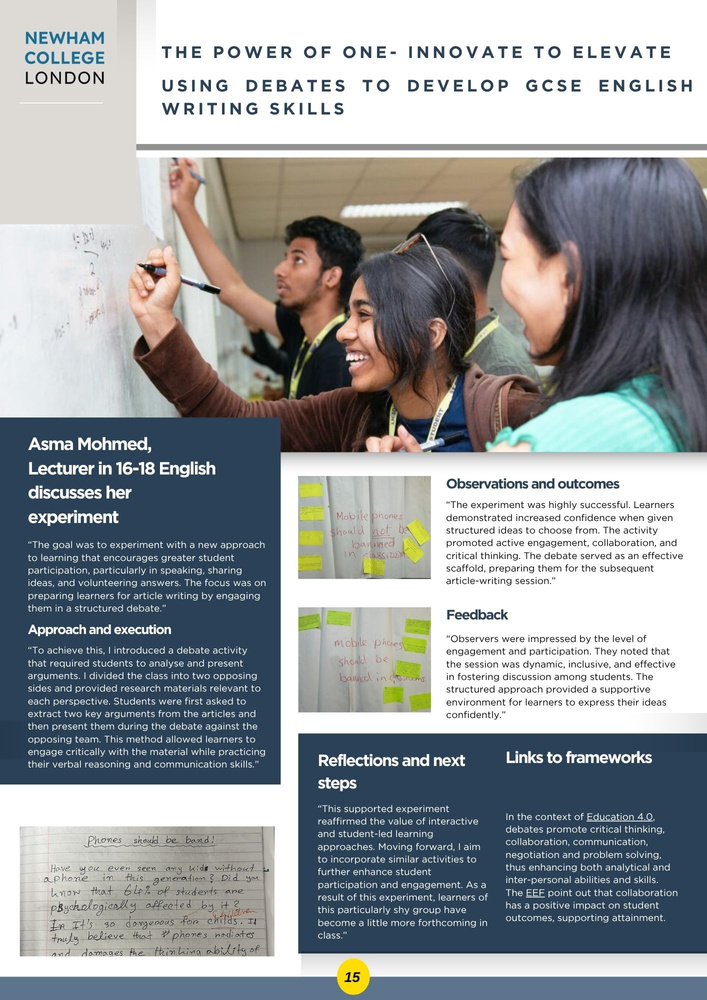 NEWHAM
COLLEGE
LONDON
THE POWER OF ONE- INNOVATE TO ELEVATE
USING DEBATES TO DEVELOP GCSE ENGLISH
WRITING SKILLS
STUDENT
Asma Mohmed,
Lecturer in 16-18 English
discusses her
experiment
“The goal was to experiment with a new approach
to learning that encourages greater student
participation, particularly in speaking, sharing
ideas, and volunteering answers. The focus was on
preparing learners for article writing by engaging
them in a structured debate.”
Approach and execution
“To achieve this, I introduced a debate activity
that required students to analyse and present
arguments. I divided the class into two opposing
sides and provided research materials relevant to
each perspective. Students were first asked to
extract two key arguments from the articles and
then present them during the debate against the
opposing team. This method allowed learners to
engage critically with the material while practicing
their verbal reasoning and communication skills.”
Phones should be band!
Have you even seen any kids without
a phone in this generation? Did you
know that 64% of students are
psychologically affected by it?
In It's so dangenous for childs. I
children
truly believe that phones radiates
and damages the thinking ability of
Mobile phones
should not be
banned
in
mobile phones
should be
banned in
Observations and outcomes
“The experiment was highly successful. Learners
demonstrated increased confidence when given
structured ideas to choose from. The activity
promoted active engagement, collaboration, and
critical thinking. The debate served as an effective
scaffold, preparing them for the subsequent
article-writing session.”
Feedback
“Observers were impressed by the level of
engagement and participation. They noted that
the session was dynamic, inclusive, and effective
in fostering discussion among students. The
structured approach provided a supportive
environment for learners to express their ideas
confidently.”
Reflections and next
steps
“This supported experiment
reaffirmed the value of interactive
and student-led learning
approaches. Moving forward, I aim
to incorporate similar activities to
further enhance student
participation and engagement. As a
result of this experiment, learners of
this particularly shy group have
become a little more forthcoming in
class.”
Links to frameworks
In the context of Education 4.0,
debates promote critical thinking,
collaboration, communication,
negotiation and problem solving,
thus enhancing both analytical and
inter-personal abilities and skills.
The EEF point out that collaboration
has a positive impact on student
outcomes, supporting attainment.
15